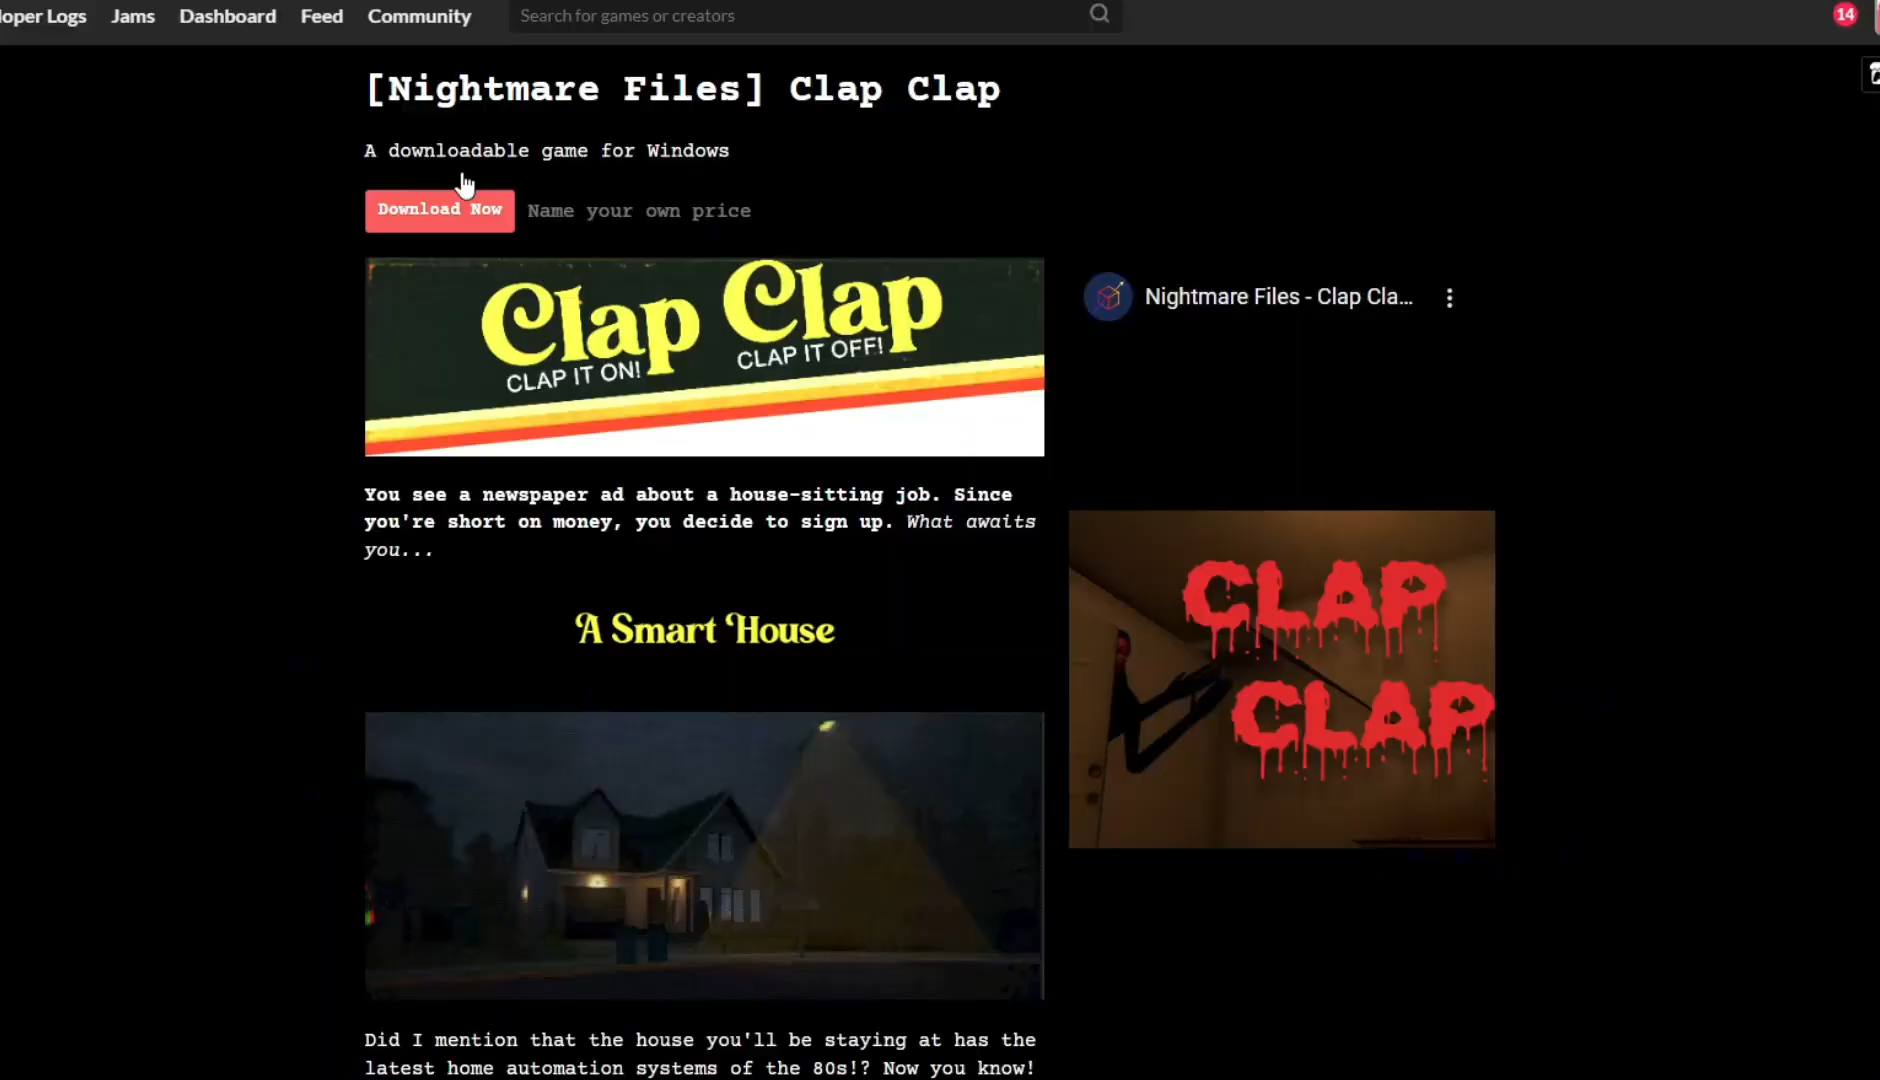 oper Logs Jams Dashboard Feed Community Search for games or creators 14
[Nightmare Files] Clap Clap
A downloadable game for Windows
Download Now Name your own price
Clap Clap
CLAP IT ON! CLAP IT OFF!
Nightmare Files - Clap Cla...
You see a newspaper ad about a house-sitting job. Since
you're short on money, you decide to sign up. What awaits
you...
A Smart House
CLAP
CLAP
Did I mention that the house you'll be staying at has the
latest home automation systems of the 80s!? Now you know!